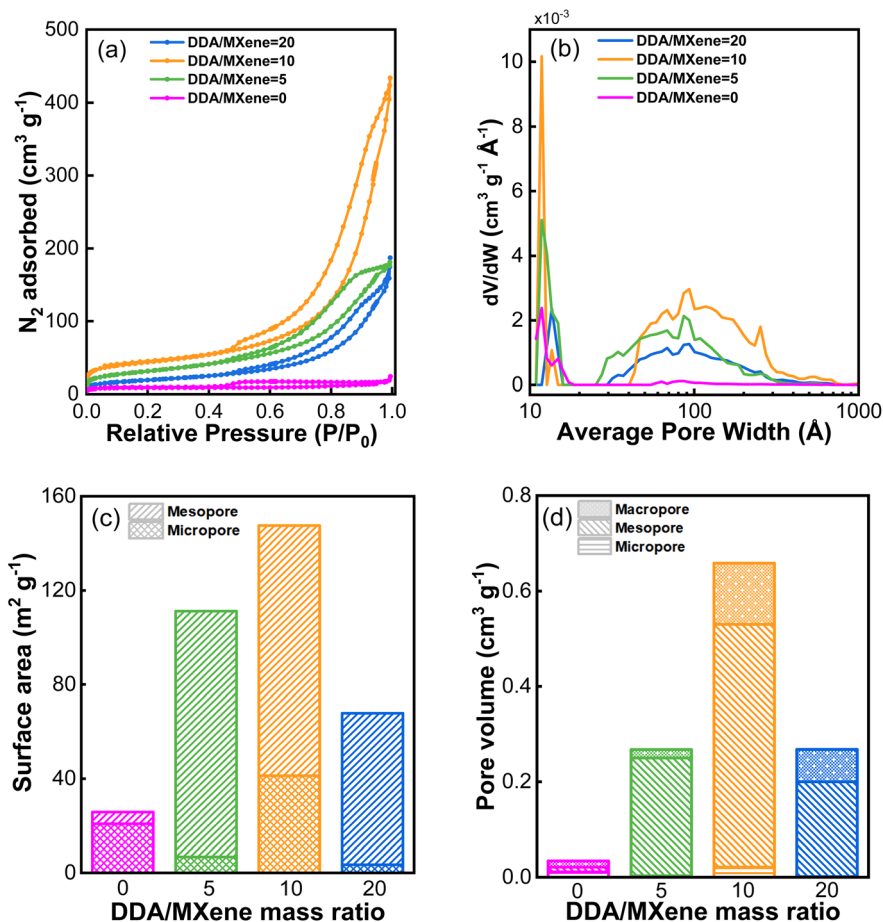 (a)
DDA/MXene=20
DDA/MXene=10
DDA/MXene=5
DDA/MXene=0
500
400
300
200
100
0
0.0 0.2 0.4 0.6 0.8 1.0
N₂ adsorbed (cm³ g⁻¹)
Relative Pressure (P/P₀)
×10⁻³
(b)
DDA/MXene=20
DDA/MXene=10
DDA/MXene=5
DDA/MXene=0
10
8
6
4
2
0
10 100 1000
dV/dW (cm³ g⁻¹ Å⁻¹)
Average Pore Width (Å)
(c)
Mesopore
Micropore
160
120
80
40
0
0 5 10 20
Surface area (m² g⁻¹)
DDA/MXene mass ratio
(d)
Macropore
Mesopore
Micropore
0.8
0.6
0.4
0.2
0.0
0 5 10 20
Pore volume (cm³ g⁻¹)
DDA/MXene mass ratio